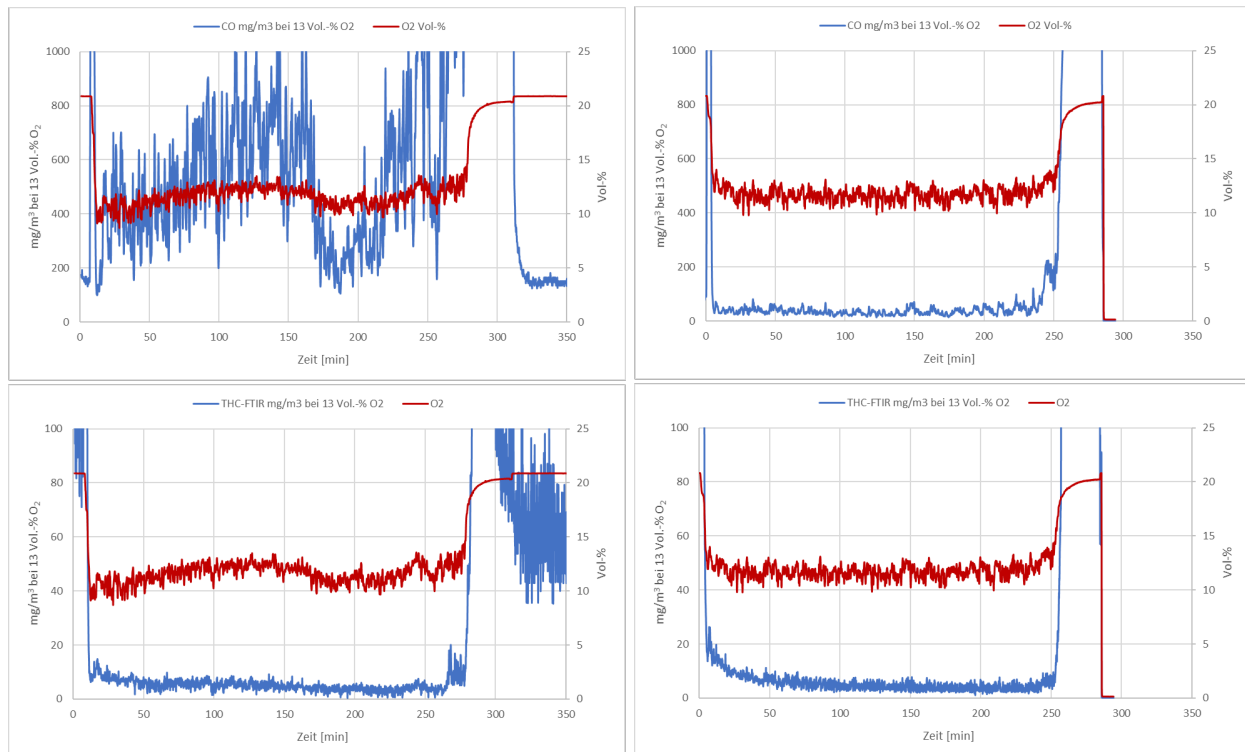 CO mg/m3 bei 13 Vol.-% O2 O2 Vol-%
1000 25
800 20
600 15
400 10
200 5
0 0
0 50 100 150 200 250 300 350
mg/m³ bei 13 Vol.-% O₂
Vol-%
Zeit [min]
CO mg/m3 bei 13 Vol.-% O2 O2 Vol-%
1000 25
800 20
600 15
400 10
200 5
0 0
0 50 100 150 200 250 300 350
mg/m³ bei 13 Vol.-% O₂
Vol-%
Zeit [min]
THC-FTIR mg/m3 bei 13 Vol.-% O2 O2
100 25
80 20
60 15
40 10
20 5
0 0
0 50 100 150 200 250 300 350
mg/m³ bei 13 Vol.-% O₂
Vol-%
Zeit [min]
THC-FTIR mg/m3 bei 13 Vol.-% O2 O2
100 25
80 20
60 15
40 10
20 5
0 0
0 50 100 150 200 250 300 350
mg/m³ bei 13 Vol.-% O₂
Vol-%
Zeit [min]